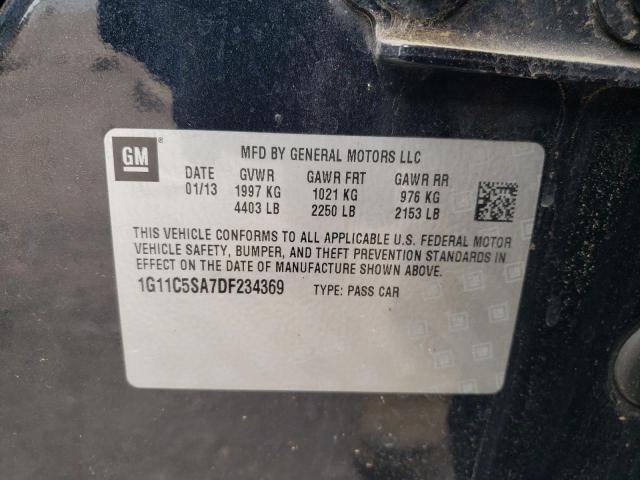 GM
MFD BY GENERAL MOTORS LLC
DATE GVWR GAWR FRT GAWR RR
01/13 1997 KG 1021 KG 976 KG
4403 LB 2250 LB 2153 LB
THIS VEHICLE CONFORMS TO ALL APPLICABLE U.S. FEDERAL MOTOR
VEHICLE SAFETY, BUMPER, AND THEFT PREVENTION STANDARDS IN
EFFECT ON THE DATE OF MANUFACTURE SHOWN ABOVE.
1G11C5SA7DF234369 TYPE: PASS CAR